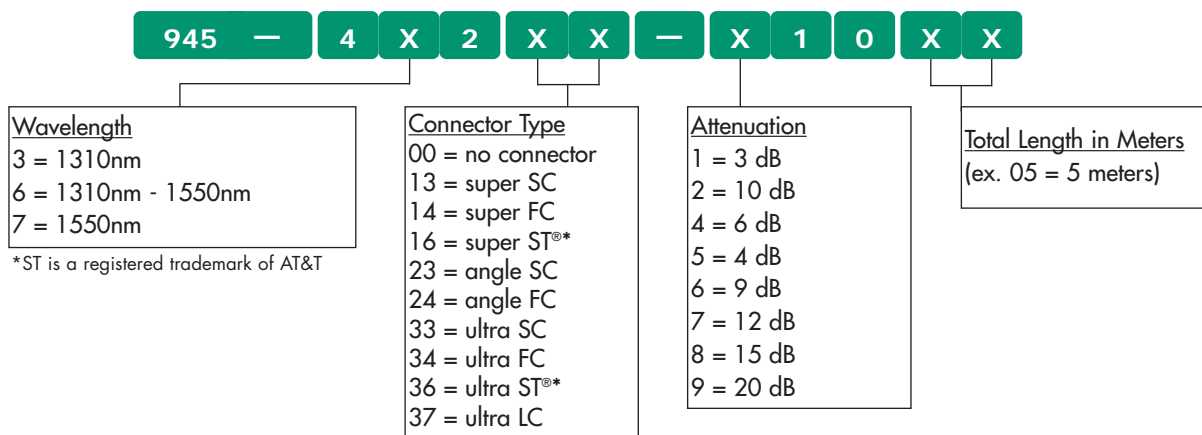 945 — 4 X 2 X X — X 1 0 X X
Wavelength
3 = 1310nm
6 = 1310nm - 1550nm
7 = 1550nm
*ST is a registered trademark of AT&T
Connector Type
00 = no connector
13 = super SC
14 = super FC
16 = super ST®*
23 = angle SC
24 = angle FC
33 = ultra SC
34 = ultra FC
36 = ultra ST®*
37 = ultra LC
Attenuation
1 = 3 dB
2 = 10 dB
4 = 6 dB
5 = 4 dB
6 = 9 dB
7 = 12 dB
8 = 15 dB
9 = 20 dB
Total Length in Meters
(ex. 05 = 5 meters)